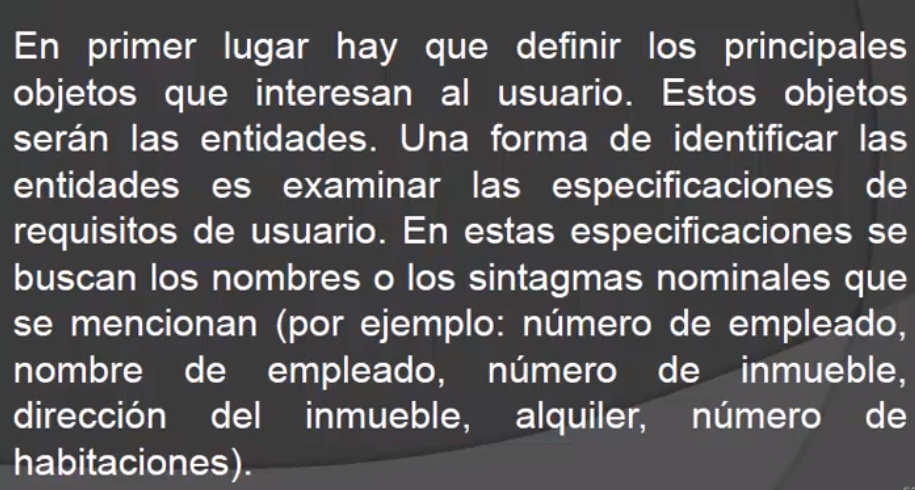 En primer lugar hay que definir los principales
objetos que interesan al usuario. Estos objetos
serán las entidades. Una forma de identificar las
entidades es examinar las especificaciones de
requisitos de usuario. En estas especificaciones se
buscan los nombres o los sintagmas nominales que
se mencionan (por ejemplo: número de empleado,
nombre de empleado, número de inmueble,
dirección del inmueble, alquiler, número de
habitaciones).